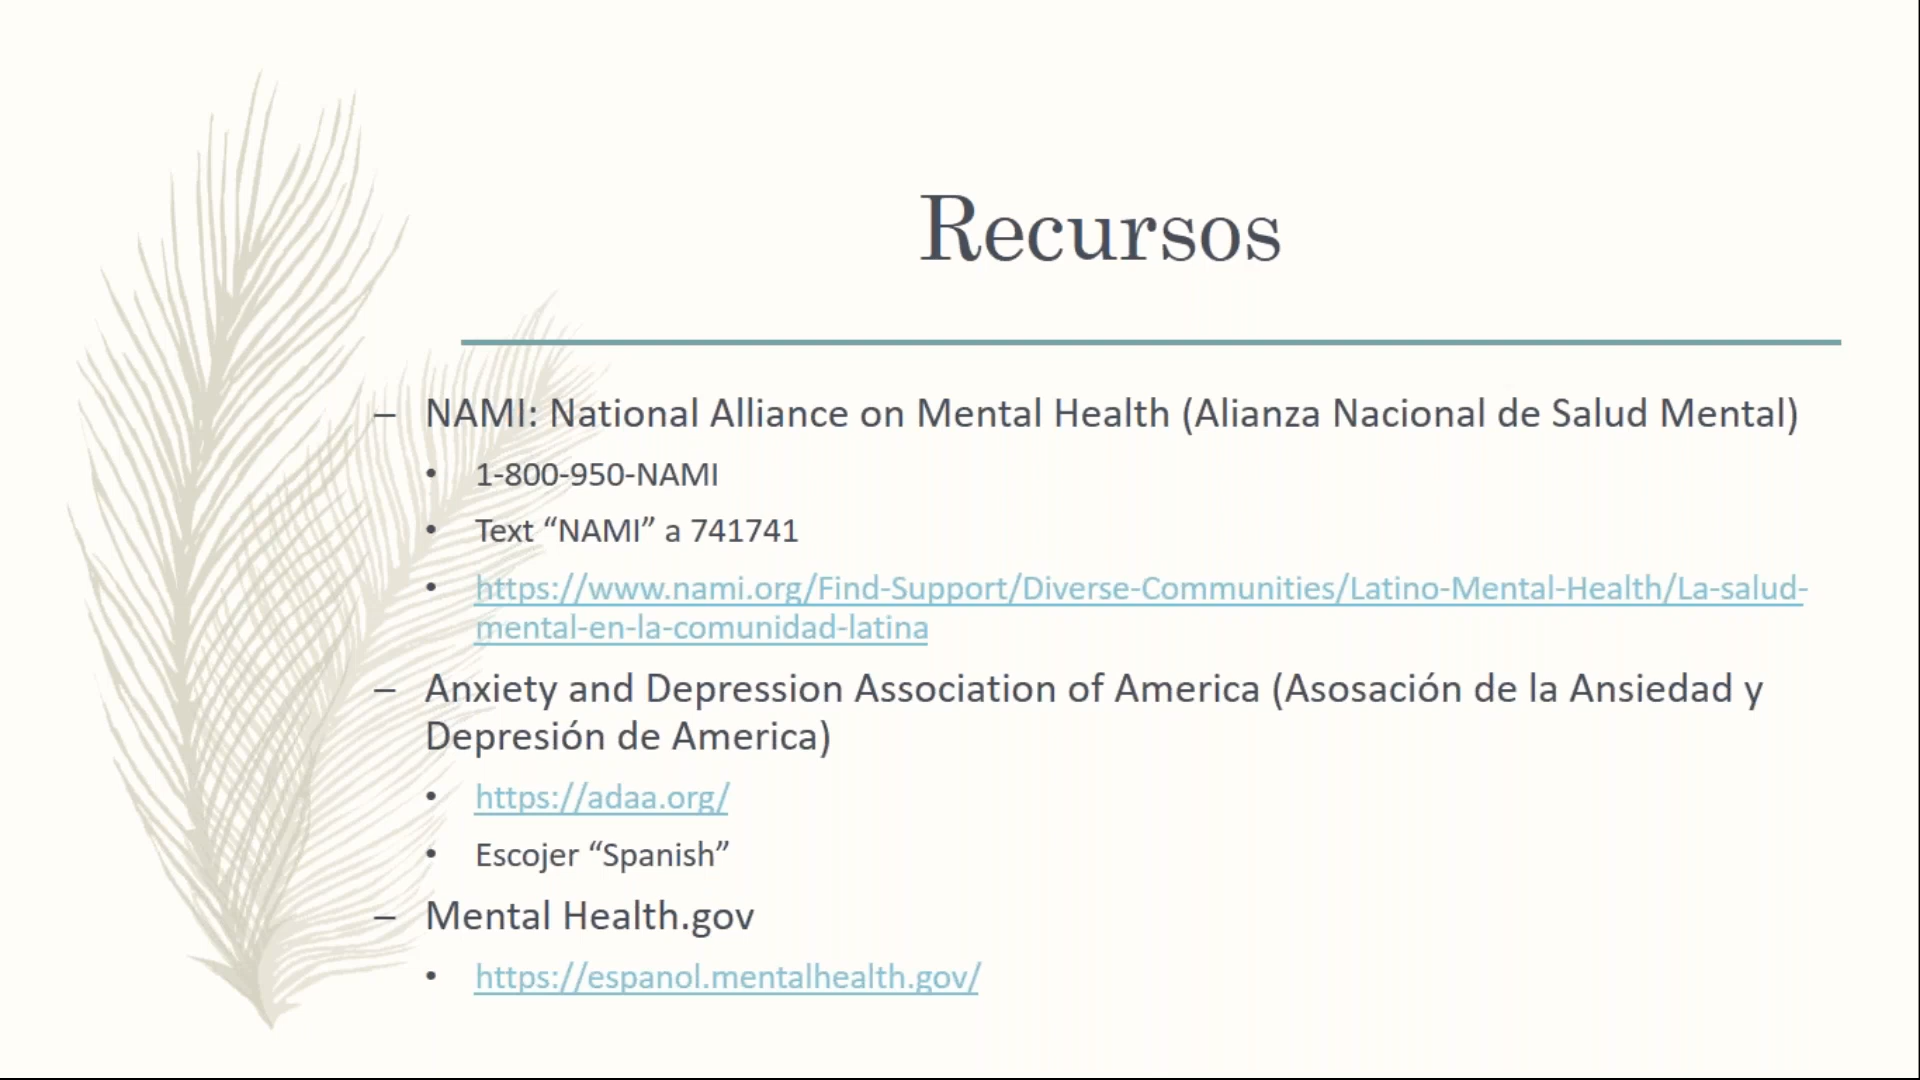 Recursos
– NAMI: National Alliance on Mental Health (Alianza Nacional de Salud Mental)
• 1-800-950-NAMI
• Text “NAMI” a 741741
• https://www.nami.org/Find-Support/Diverse-Communities/Latino-Mental-Health/La-salud-
mental-en-la-comunidad-latina
– Anxiety and Depression Association of America (Asosación de la Ansiedad y
Depresión de America)
• https://adaa.org/
• Escojer “Spanish”
– Mental Health.gov
• https://espanol.mentalhealth.gov/